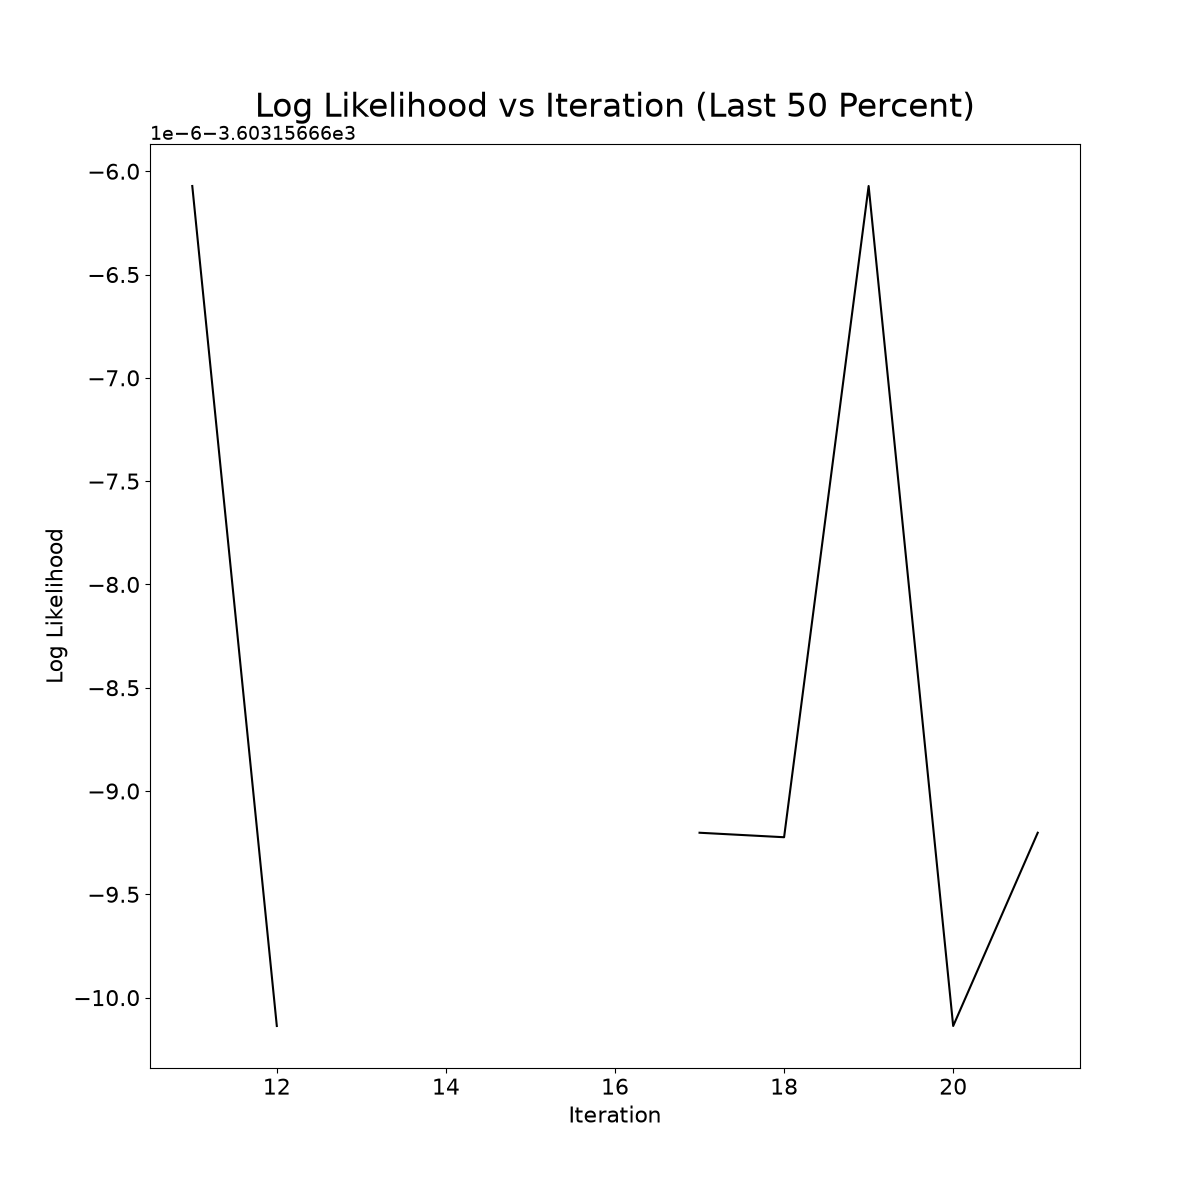 Log Likelihood vs Iteration (Last 50 Percent)
1e−6−3.60315666e3
−6.0
−6.5
−7.0
−7.5
−8.0
−8.5
−9.0
−9.5
−10.0
Log Likelihood
12 14 16 18 20
Iteration